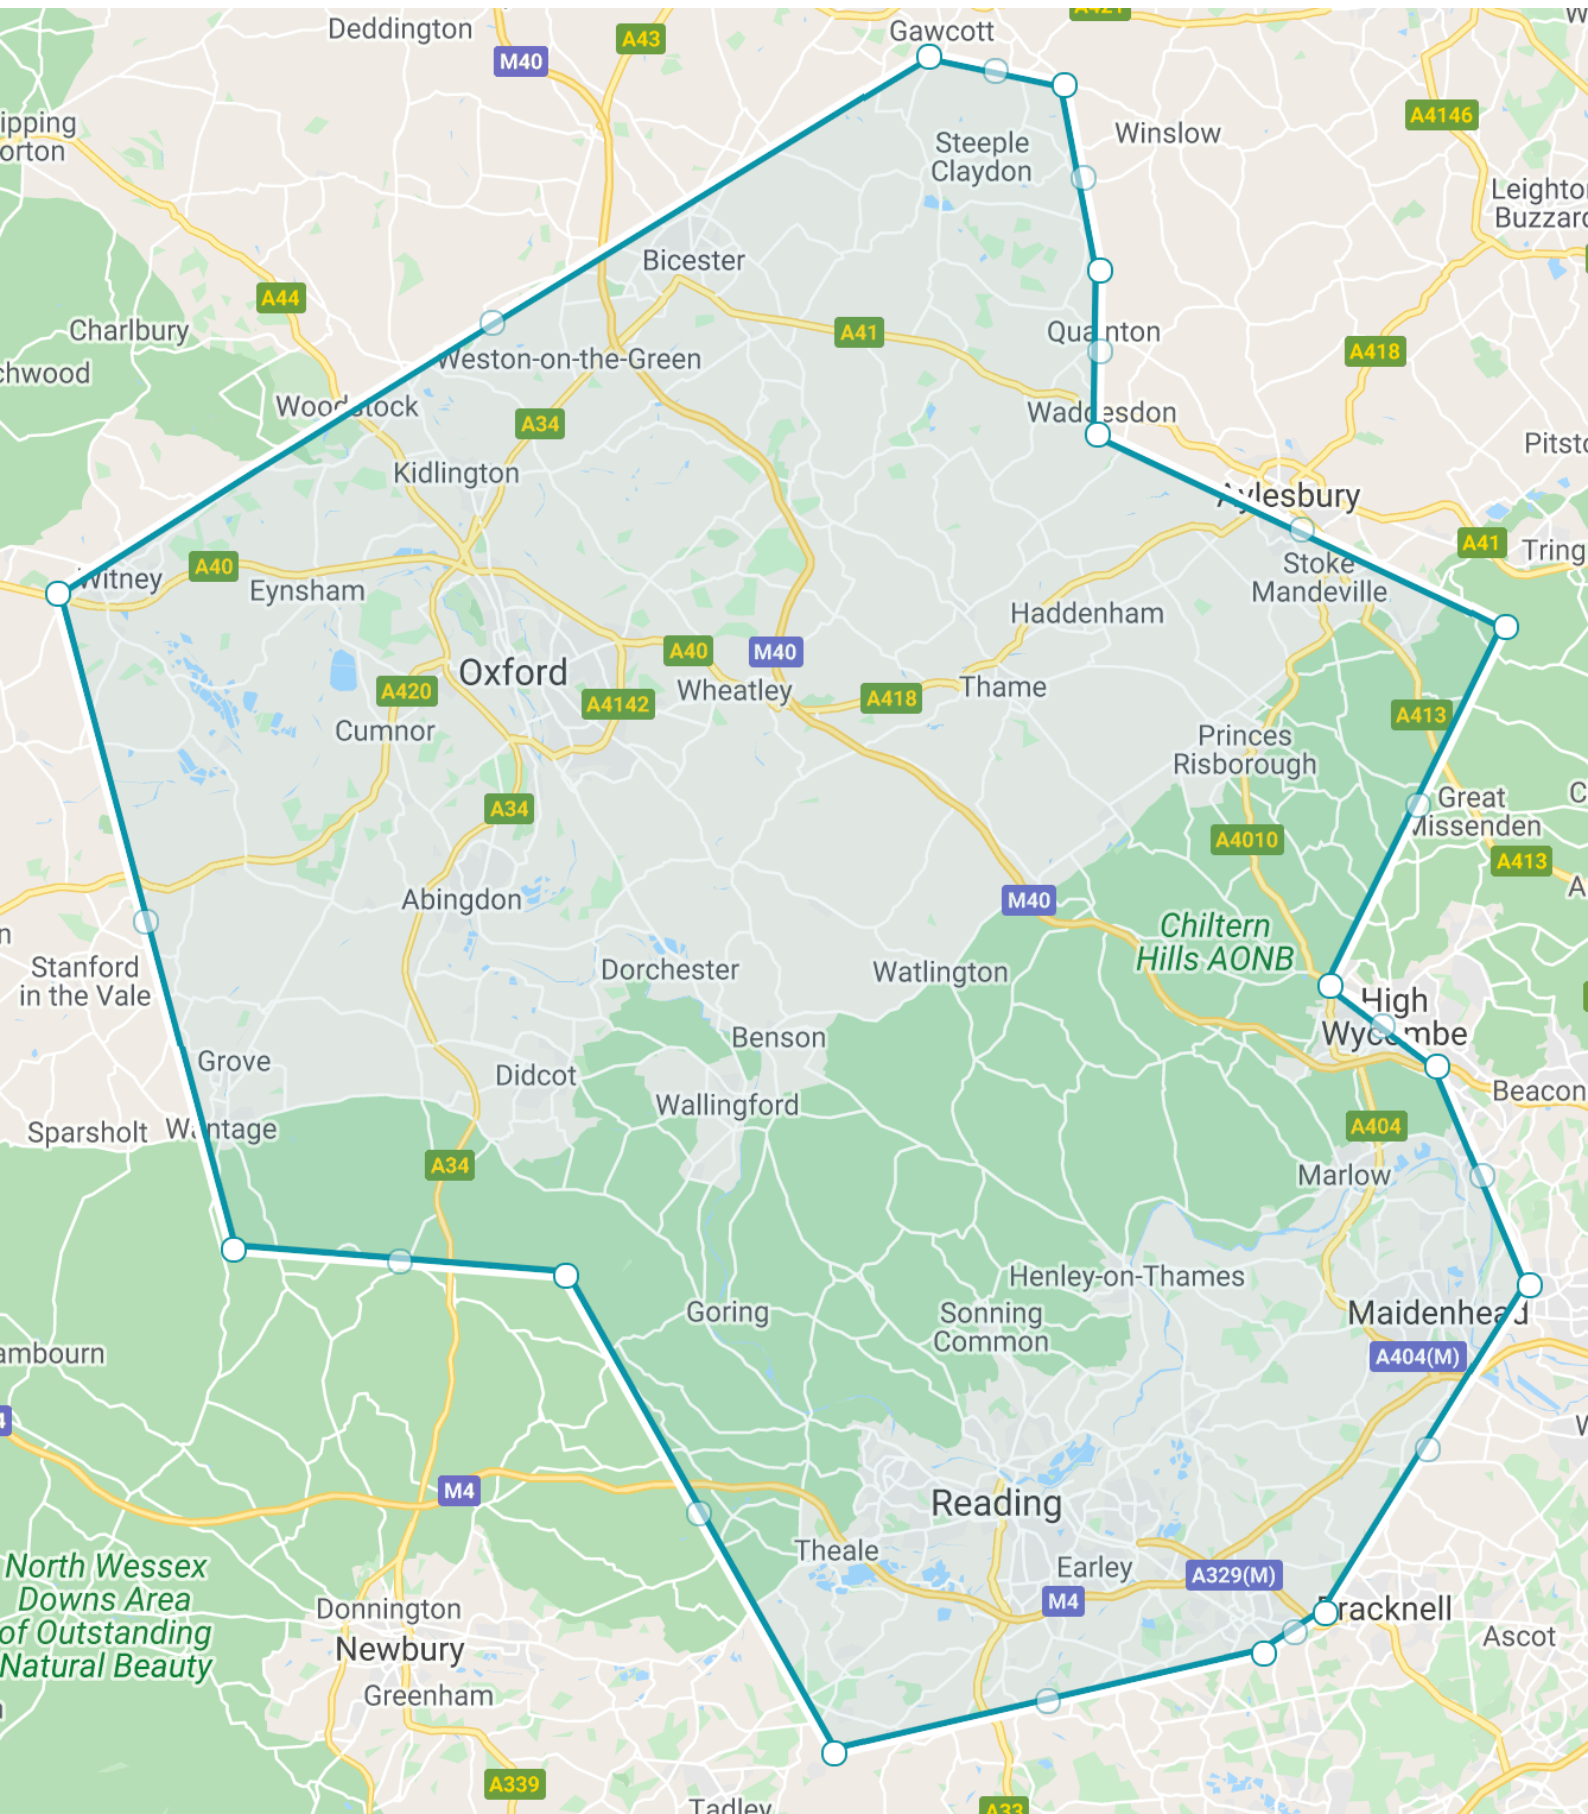 Deddington
A43
M40
Gawcott
A421
A4146
ipping
orton
Steeple
Claydon
Winslow
Leighto
Buzzard
Bicester
A44
Charlbury
chwood
A41
Quainton
A418
Weston-on-the-Green
Woodstock
A34
Waddesdon
Pitsto
Kidlington
Aylesbury
A41
Tring
A40
Witney
Eynsham
Stoke
Mandeville
Haddenham
Oxford
A40
M40
A420
A4142
Wheatley
A418
Thame
Cumnor
A413
Princes
Risborough
A34
Great
Missenden
A4010
A413
Abingdon
M40
Chiltern
Hills AONB
Stanford
in the Vale
Dorchester
Watlington
High
Wycombe
Benson
Grove
Didcot
Beacon
Wallingford
Sparsholt
Wantage
A404
A34
Marlow
Henley-on-Thames
Goring
Sonning
Common
Maidenhead
A404(M)
ambourn
4
M4
Reading
Theale
Earley
A329(M)
M4
North Wessex
Downs Area
of Outstanding
Natural Beauty
Donnington
Newbury
Greenham
Bracknell
Ascot
A339
Tadley
A33